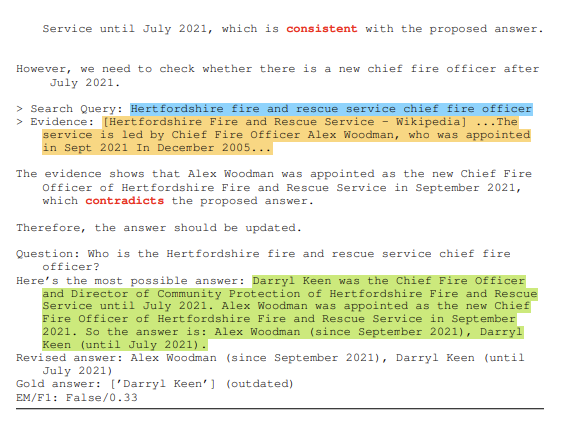 Service until July 2021, which is consistent with the proposed answer.
However, we need to check whether there is a new chief fire officer after
July 2021.
> Search Query: Hertfordshire fire and rescue service chief fire officer
> Evidence: [Hertfordshire Fire and Rescue Service - Wikipedia] ...The
service is led by Chief Fire Officer Alex Woodman, who was appointed
in Sept 2021 In December 2005...
The evidence shows that Alex Woodman was appointed as the new Chief Fire
Officer of Hertfordshire Fire and Rescue Service in September 2021,
which contradicts the proposed answer.
Therefore, the answer should be updated.
Question: Who is the Hertfordshire fire and rescue service chief fire
officer?
Here's the most possible answer: Darryl Keen was the Chief Fire Officer
and Director of Community Protection of Hertfordshire Fire and Rescue
Service until July 2021. Alex Woodman was appointed as the new Chief
Fire Officer of Hertfordshire Fire and Rescue Service in September
2021. So the answer is: Alex Woodman (since September 2021), Darryl
Keen (until July 2021).
Revised answer: Alex Woodman (since September 2021), Darryl Keen (until
July 2021)
Gold answer: ['Darryl Keen'] (outdated)
EM/F1: False/0.33